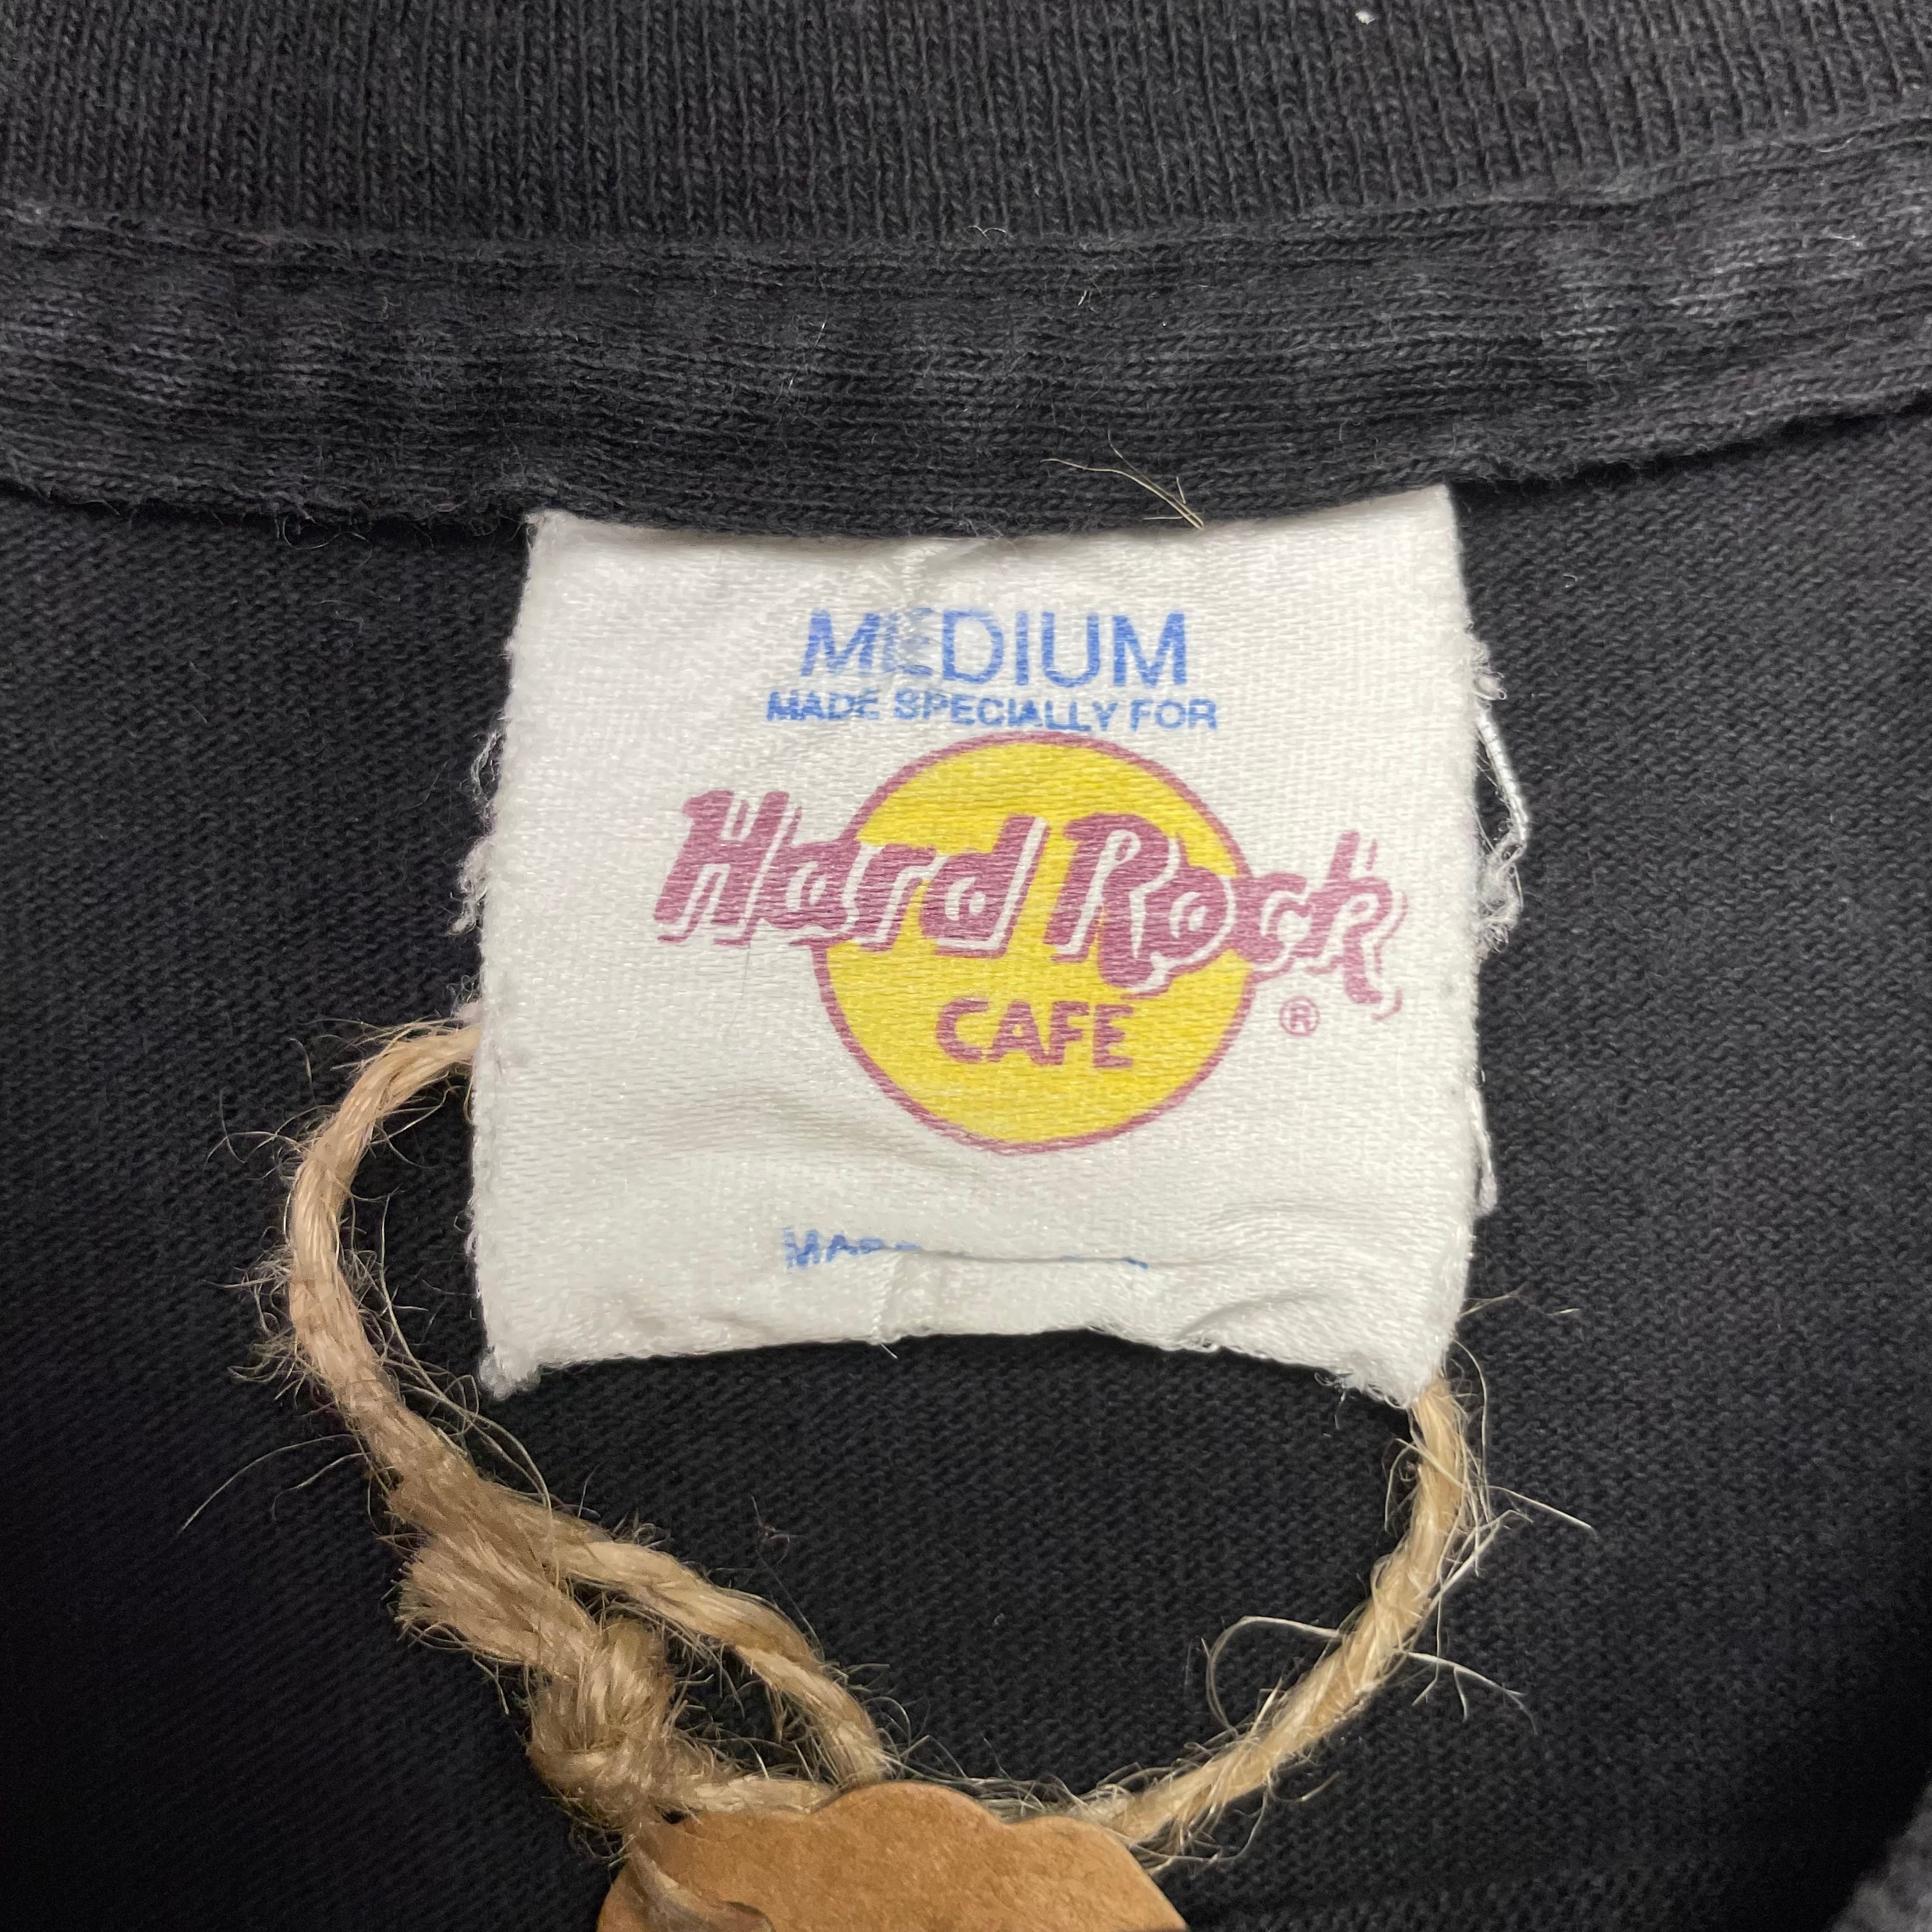 MEDIUM
MADE SPECIALLY FOR
Hard Rock
CAFE
®